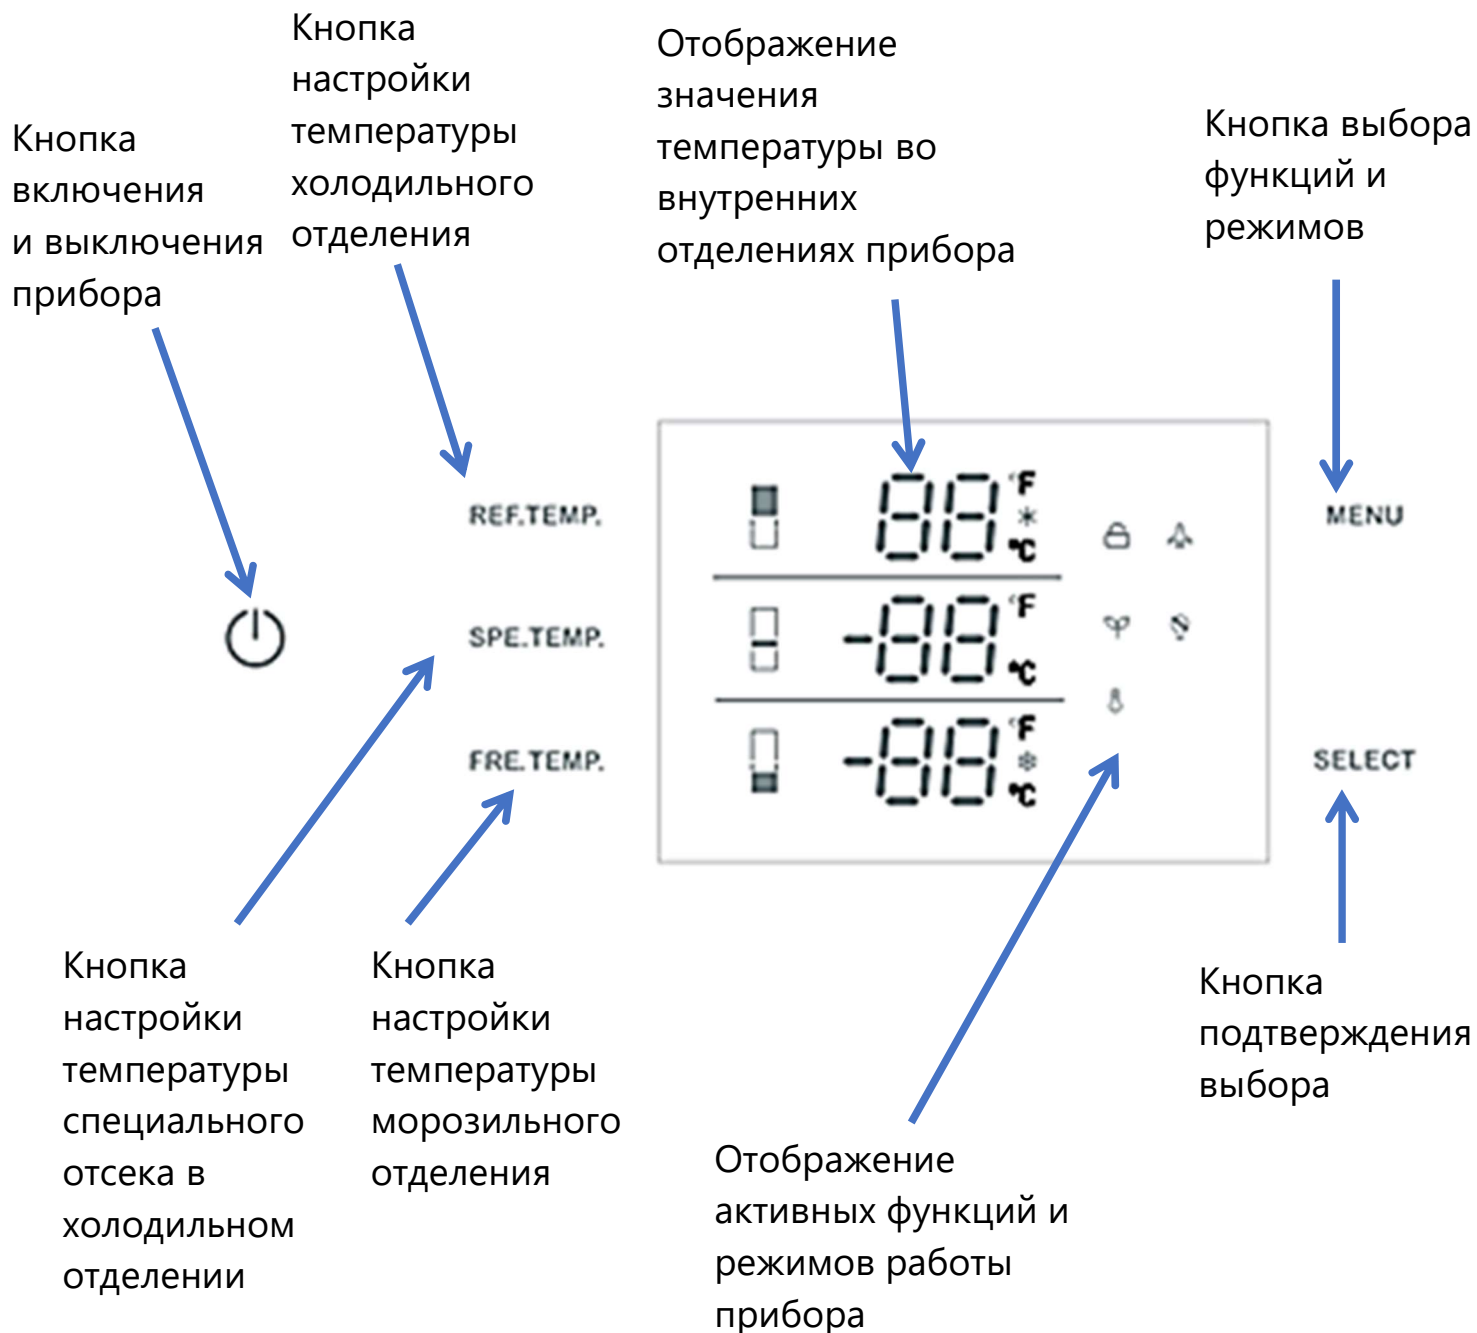 Кнопка
включения
и выключения
прибора
Кнопка
настройки
температуры
холодильного
отделения
Отображение
значения
температуры во
внутренних
отделениях прибора
Кнопка выбора
функций и
режимов
REF.TEMP.
SPE.TEMP.
FRE.TEMP.
88 °F
°C
-88 °F
°C
-88 °F
°C
MENU
SELECT
Кнопка
настройки
температуры
специального
отсека в
холодильном
отделении
Кнопка
настройки
температуры
морозильного
отделения
Отображение
активных функций и
режимов работы
прибора
Кнопка
подтверждения
выбора